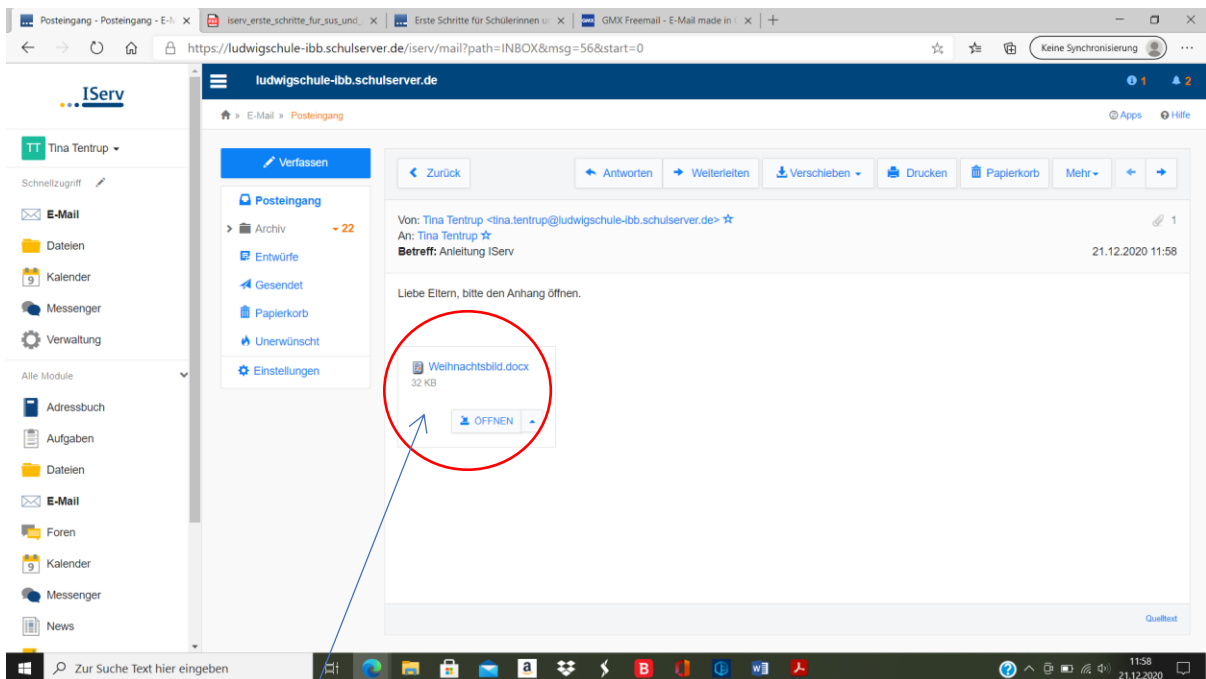 Posteingang - Posteingang - E-M
iserv_erste_schritte_fur_sus_und_
Erste Schritte für Schülerinnen u
GMX Freemail - E-Mail made in
https://ludwigschule-ibb.schulserver.de/iserv/mail?path=INBOX&msg=56&start=0
Keine Synchronisierung
IServ
ludwigschule-ibb.schulserver.de
1
2
E-Mail » Posteingang
Apps
Hilfe
TT Tina Tentrup
Schnellzugriff
E-Mail
Dateien
9 Kalender
Messenger
Verwaltung
Alle Module
Adressbuch
Aufgaben
Dateien
E-Mail
Foren
9 Kalender
Messenger
News
Verfassen
Posteingang
Archiv 22
Entwürfe
Gesendet
Papierkorb
Unerwünscht
Einstellungen
Zurück
Antworten
Weiterleiten
Verschieben
Drucken
Papierkorb
Mehr
Von: Tina Tentrup <tina.tentrup@ludwigschule-ibb.schulserver.de>
1
An: Tina Tentrup
Betreff: Anleitung IServ
21.12.2020 11:58
Liebe Eltern, bitte den Anhang öffnen.
Weihnachtsbild.docx
32 KB
ÖFFNEN
Quelltext
Zur Suche Text hier eingeben
a
B
11:58
21.12.2020